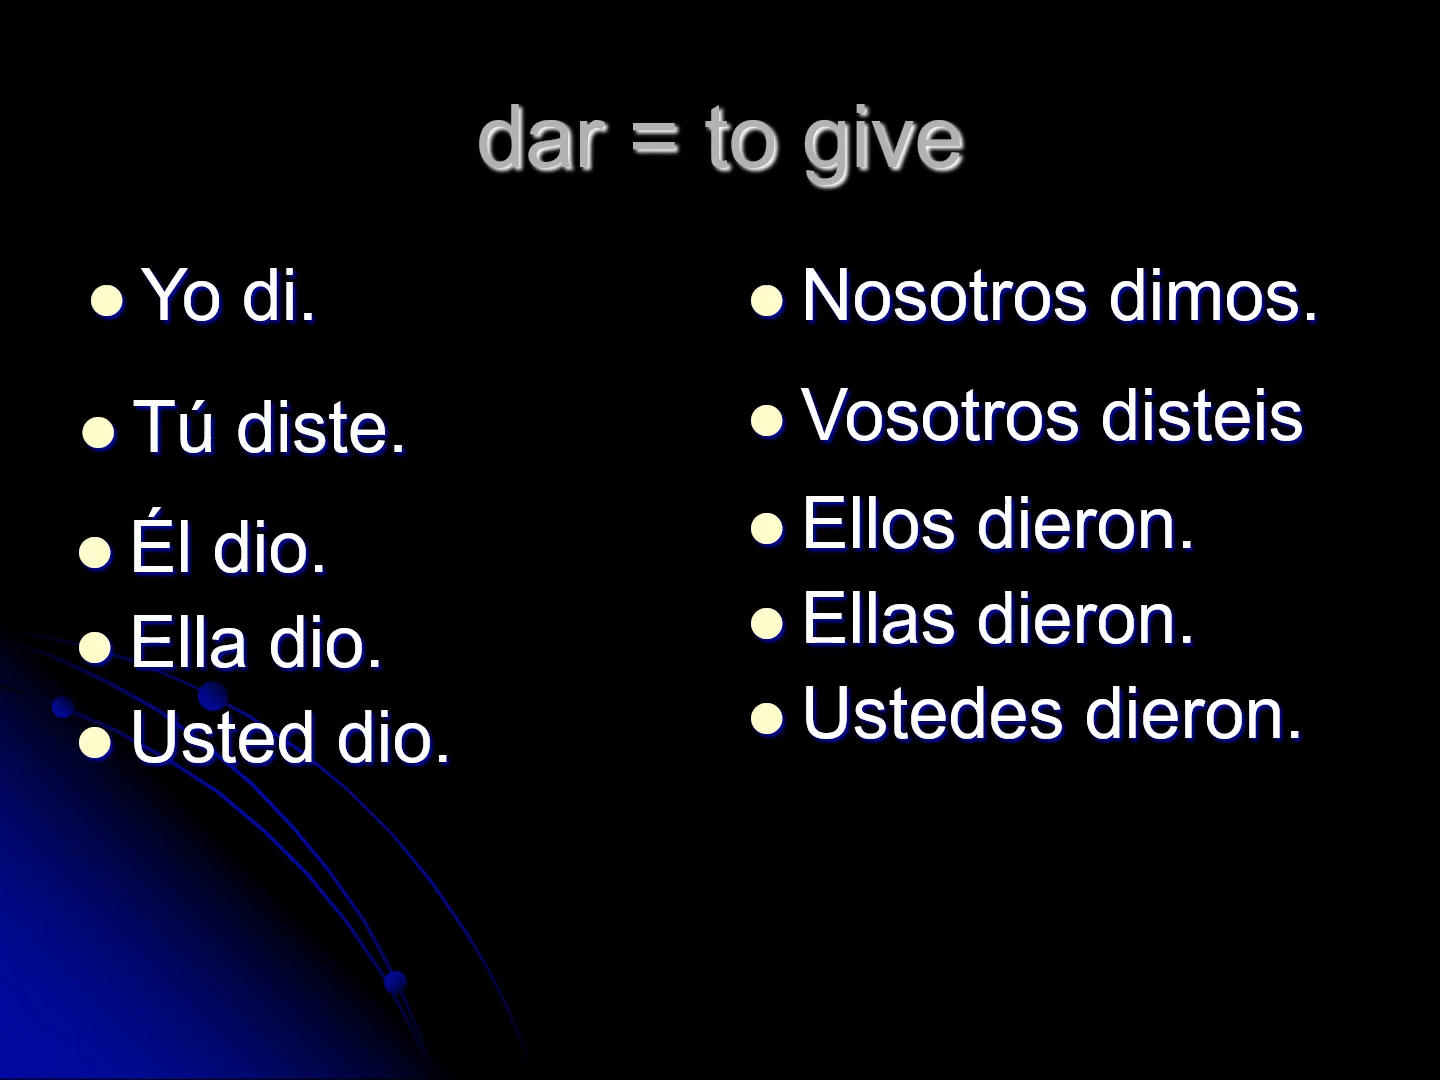 dar = to give
Yo di.
Tú diste.
Él dio.
Ella dio.
Usted dio.
Nosotros dimos.
Vosotros disteis
Ellos dieron.
Ellas dieron.
Ustedes dieron.